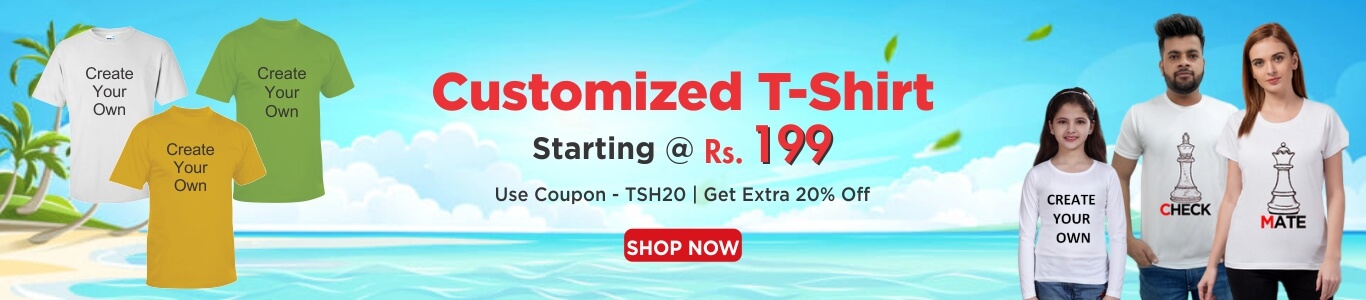 Create
Your
Own
Create
Your
Own
Create
Your
Own
Customized T-Shirt
Starting @ Rs. 199
Use Coupon - TSH20 | Get Extra 20% Off
SHOP NOW
CREATE
YOUR
OWN
CHECK
MATE